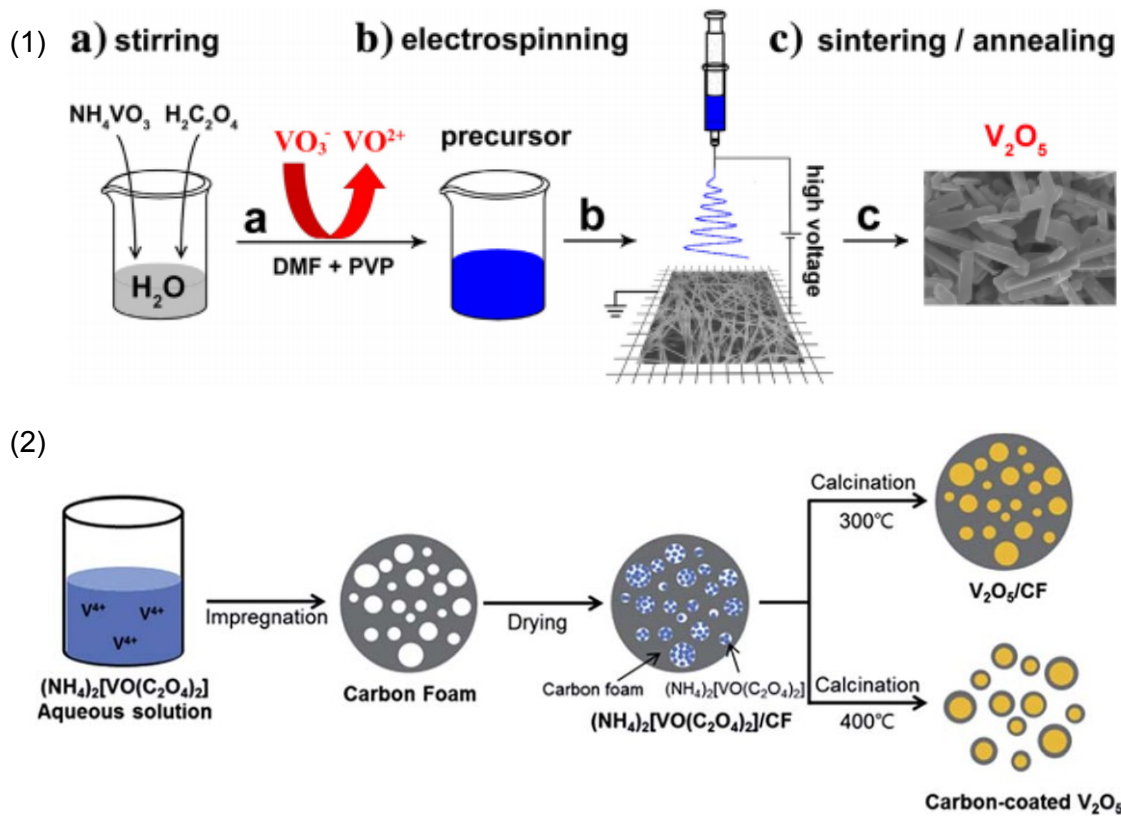 (1) a) stirring b) electrospinning c) sintering / annealing
NH₄VO₃ H₂C₂O₄
VO₃⁻ VO²⁺
precursor
V₂O₅
a
b
c
high voltage
DMF + PVP
H₂O
(2)
Calcination
300℃
V₂O₅/CF
V⁴⁺ V⁴⁺
V⁴⁺
Impregnation
Drying
(NH₄)₂[VO(C₂O₄)₂]
Aqueous solution
Carbon Foam
Carbon foam (NH₄)₂[VO(C₂O₄)₂]
(NH₄)₂[VO(C₂O₄)₂]/CF
Calcination
400℃
Carbon-coated V₂O₅